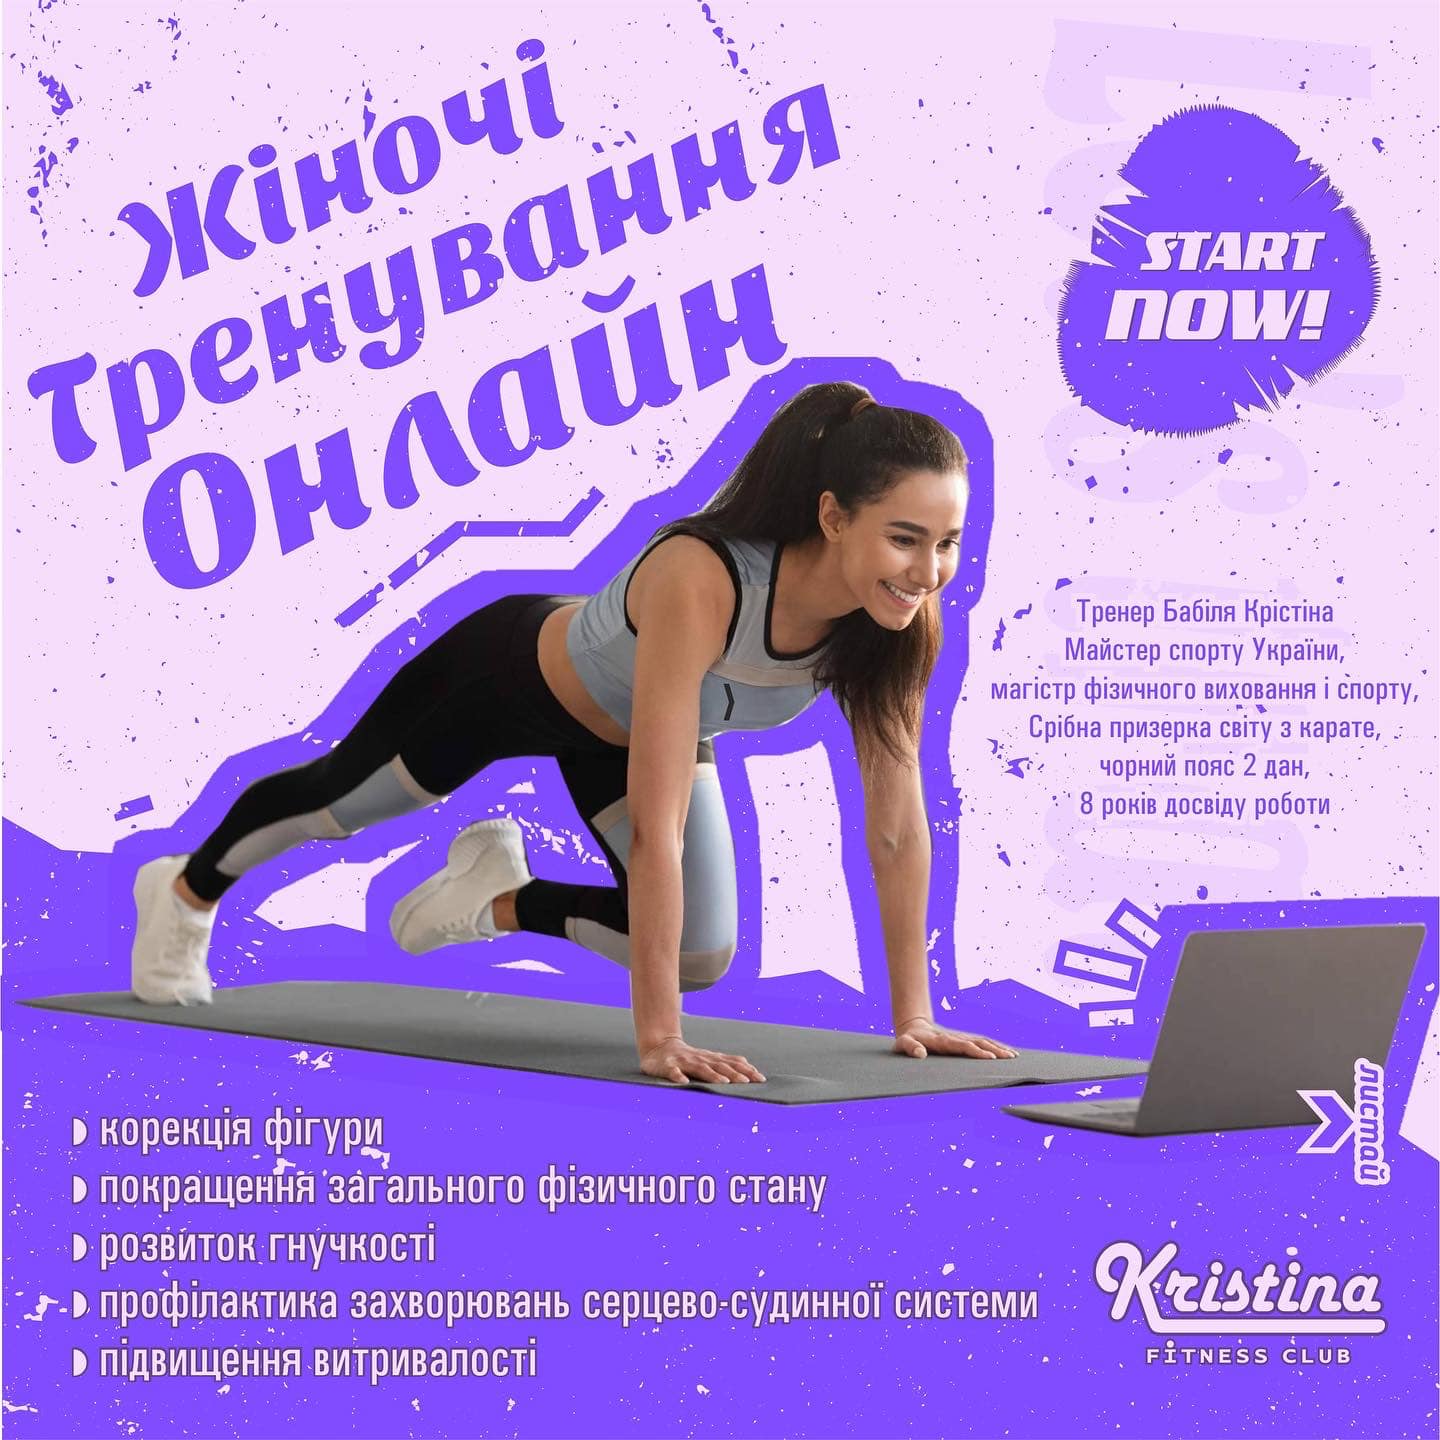 Жіночі
тренування
Онлайн
START
NOW!
Тренер Бабіля Крістіна
Майстер спорту України,
магістр фізичного виховання і спорту,
Срібна призерка світу з карате,
чорний пояс 2 дан,
8 років досвіду роботи
листай
корекція фігури
покращення загального фізичного стану
розвиток гнучкості
профілактика захворювань серцево-судинної системи
підвищення витривалості
Kristina
FITNESS CLUB